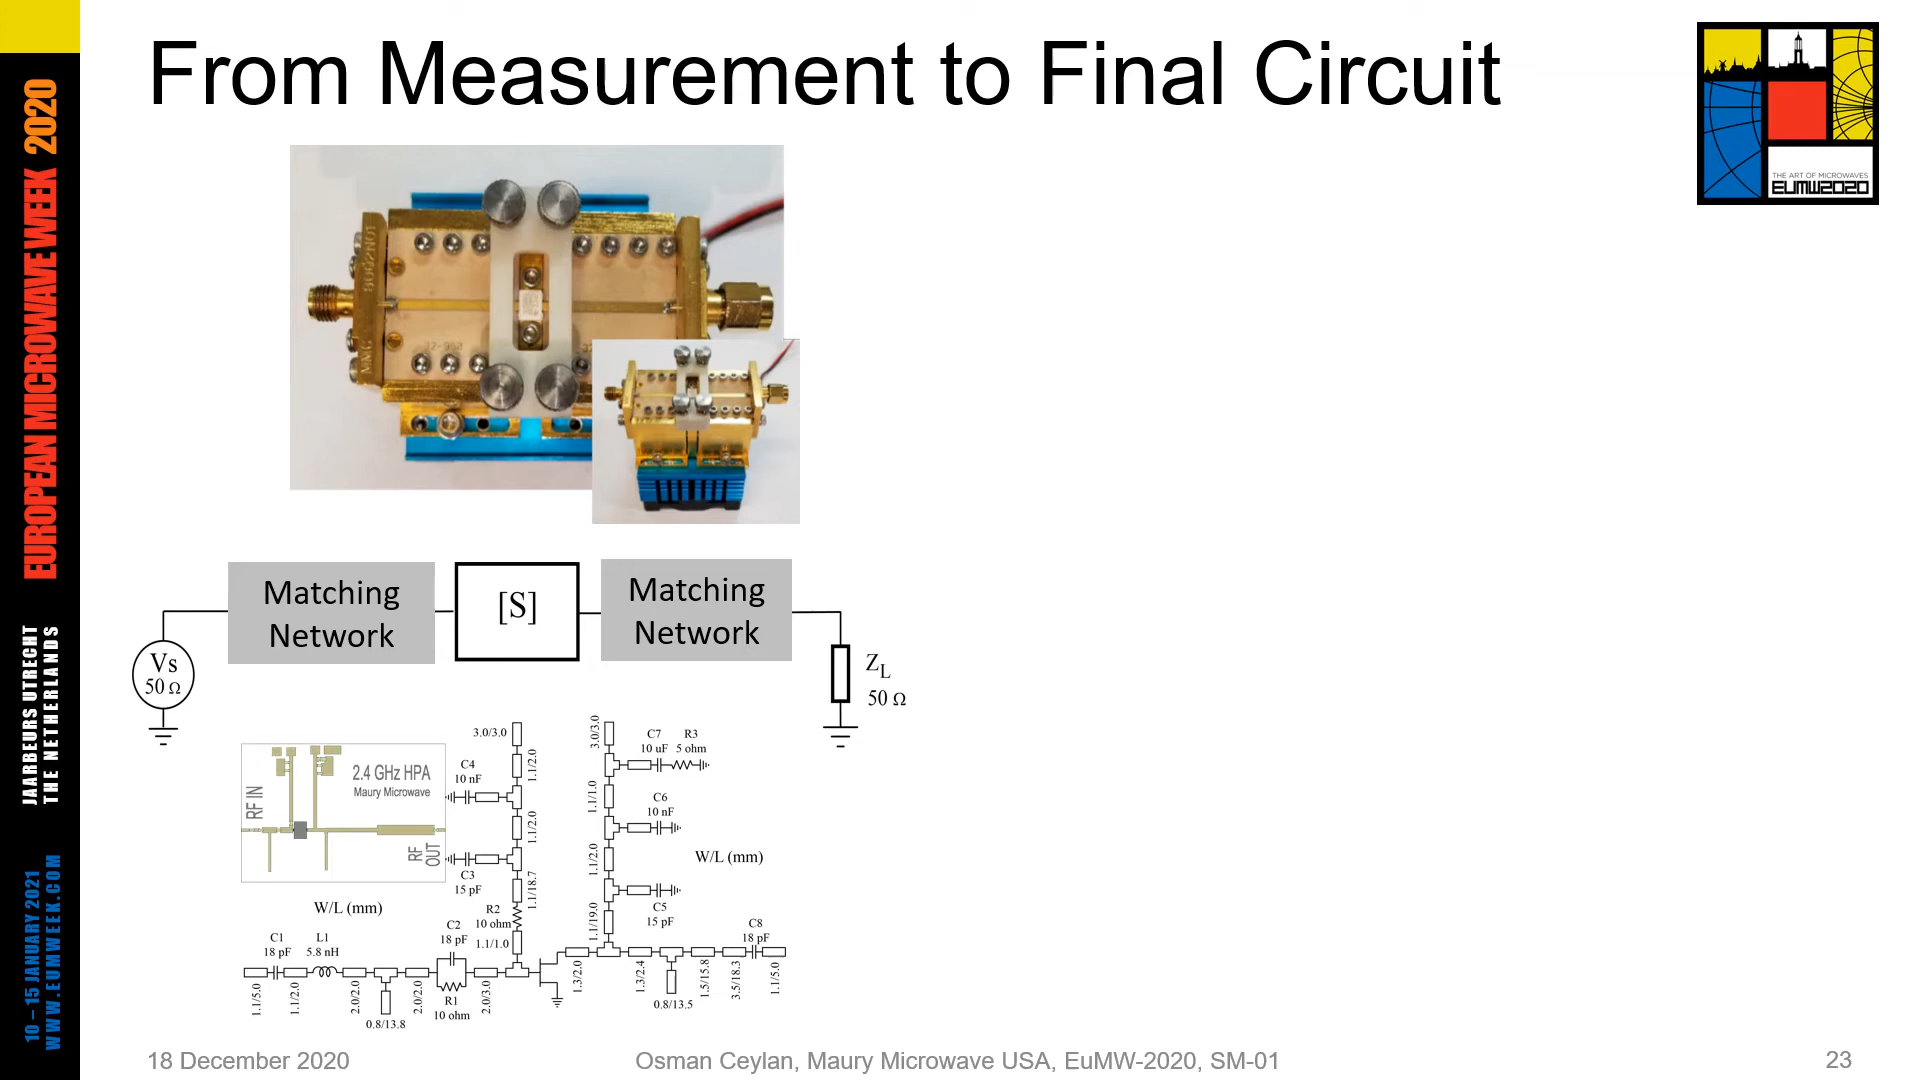 From Measurement to Final Circuit
EUROPEAN MICROWAVE WEEK 2020
JAARBEURS UTRECHT
THE NETHERLANDS
10 – 15 JANUARY 2021
WWW.EUMWEEK.COM
THE ART OF MICROWAVES
EUMW2020
MMC
Matching
Network
[S]
Matching
Network
Vs
50 Ω
ZL
50 Ω
2.4 GHz HPA
Maury Microwave
RF IN
RF
OUT
3.0/3.0
1.1/2.0
C4
10 nF
1.1/2.0
C3
15 pF
1.1/18.7
R2
10 ohm
1.1/1.0
W/L (mm)
C1
18 pF
L1
5.8 nH
C2
18 pF
1.1/5.0
1.1/2.0
2.0/2.0
0.8/13.8
2.0/2.0
R1
10 ohm
2.0/3.0
3.0/3.0
C7
10 uF
R3
5 ohm
1.1/1.0
C6
10 nF
1.1/2.0
W/L (mm)
C5
15 pF
1.1/19.0
C8
18 pF
1.3/2.0
1.3/2.4
0.8/13.5
1.5/15.8
3.5/18.3
1.1/5.0
18 December 2020
Osman Ceylan, Maury Microwave USA, EuMW-2020, SM-01
23